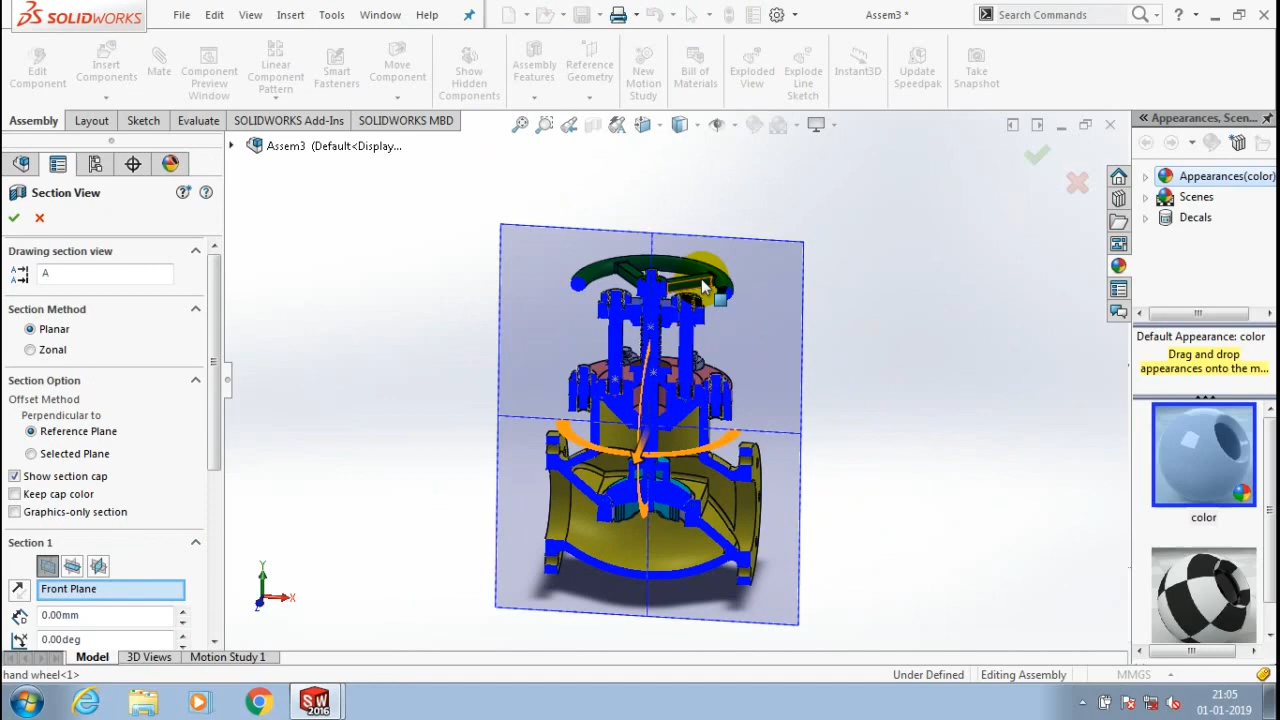 SOLIDWORKS
File Edit View Insert Tools Window Help
Assem3 *
Search Commands
Edit Component
Insert Components
Mate
Component Preview Window
Linear Component Pattern
Smart Fasteners
Move Component
Show Hidden Components
Assembly Features
Reference Geometry
New Motion Study
Bill of Materials
Exploded View
Explode Line Sketch
Instant3D
Update Speedpak
Take Snapshot
Assembly Layout Sketch Evaluate SOLIDWORKS Add-Ins SOLIDWORKS MBD
Assem3 (Default<Display...
Section View
Drawing section view
A
Section Method
Planar
Zonal
Section Option
Offset Method
Perpendicular to
Reference Plane
Selected Plane
Show section cap
Keep cap color
Graphics-only section
Section 1
Front Plane
0.00mm
0.00deg
Y
X
Z
Appearances, Scen...
Appearances(color)
Scenes
Decals
Default Appearance: color
Drag and drop
appearances onto the m...
color
Model 3D Views Motion Study 1
hand wheel<1>
Under Defined Editing Assembly MMGS
SW
2016
21:05
01-01-2019